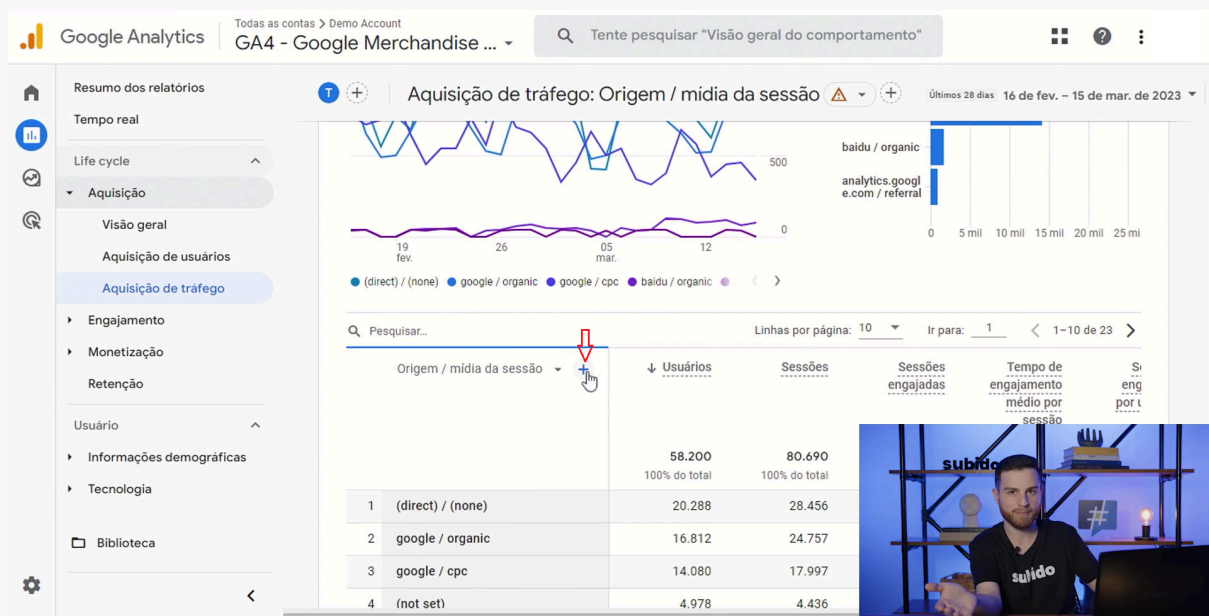 Todas as contas > Demo Account
Google Analytics
GA4 - Google Merchandise ...
Tente pesquisar "Visão geral do comportamento"
Resumo dos relatórios
Tempo real
Life cycle
Aquisição
Visão geral
Aquisição de usuários
Aquisição de tráfego
Engajamento
Monetização
Retenção
Usuário
Informações demográficas
Tecnologia
Biblioteca
T
Aquisição de tráfego: Origem / mídia da sessão
Últimos 28 dias 16 de fev. – 15 de mar. de 2023
500
0
19
fev.
26
05
mar.
12
(direct) / (none) google / organic google / cpc baidu / organic
baidu / organic
analytics.googl
e.com / referral
0 5 mil 10 mil 15 mil 20 mil 25 mi
Pesquisar...
Linhas por página: 10 Ir para: 1 1–10 de 23
Origem / mídia da sessão
+
Usuários
Sessões
Sessões
engajadas
Tempo de
engajamento
médio por
sessão
eng
por
58.200 80.690
100% do total 100% do total
1 (direct) / (none) 20.288 28.456
2 google / organic 16.812 24.757
3 google / cpc 14.080 17.997
4 (not set) 4.978 4.436
subido
#
subido